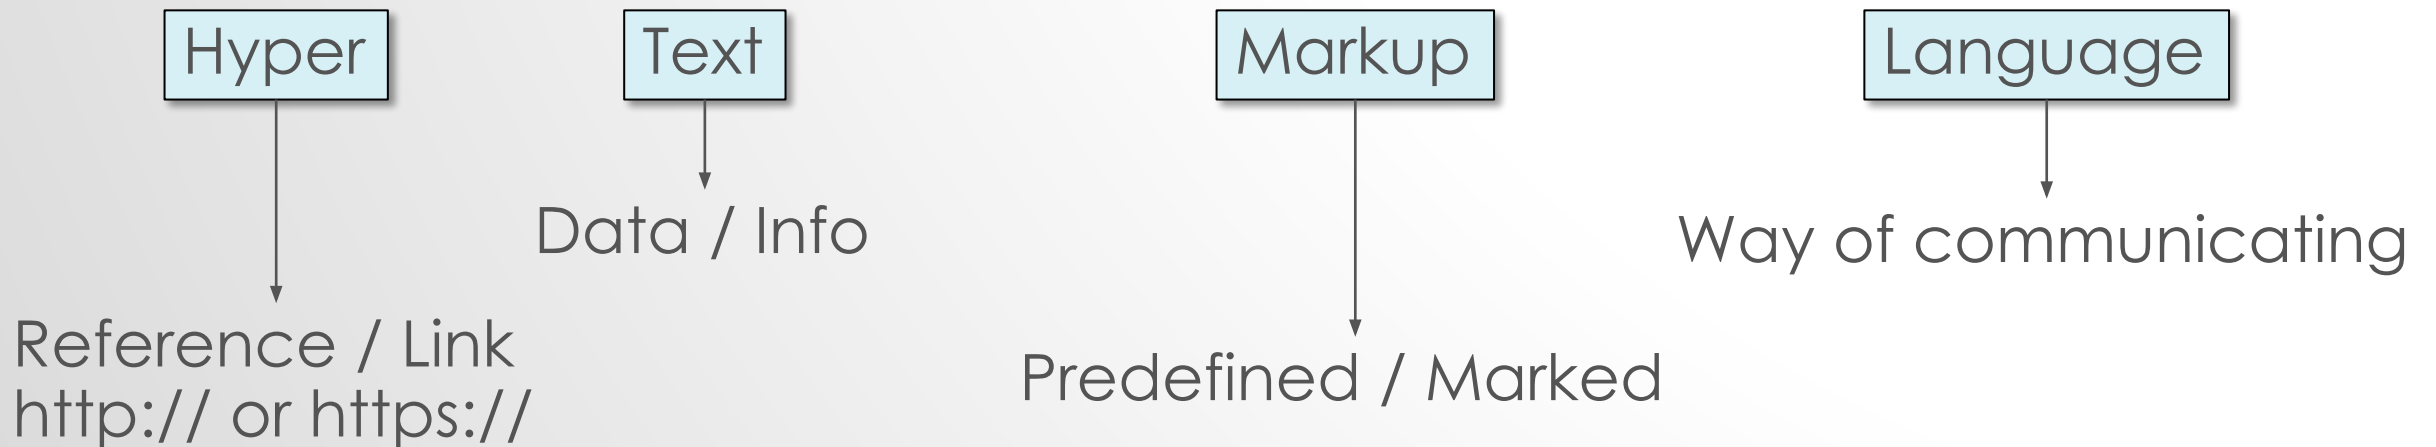 Hyper
Text
Markup
Language
Data / Info
Way of communicating
Reference / Link
http:// or https://
Predefined / Marked